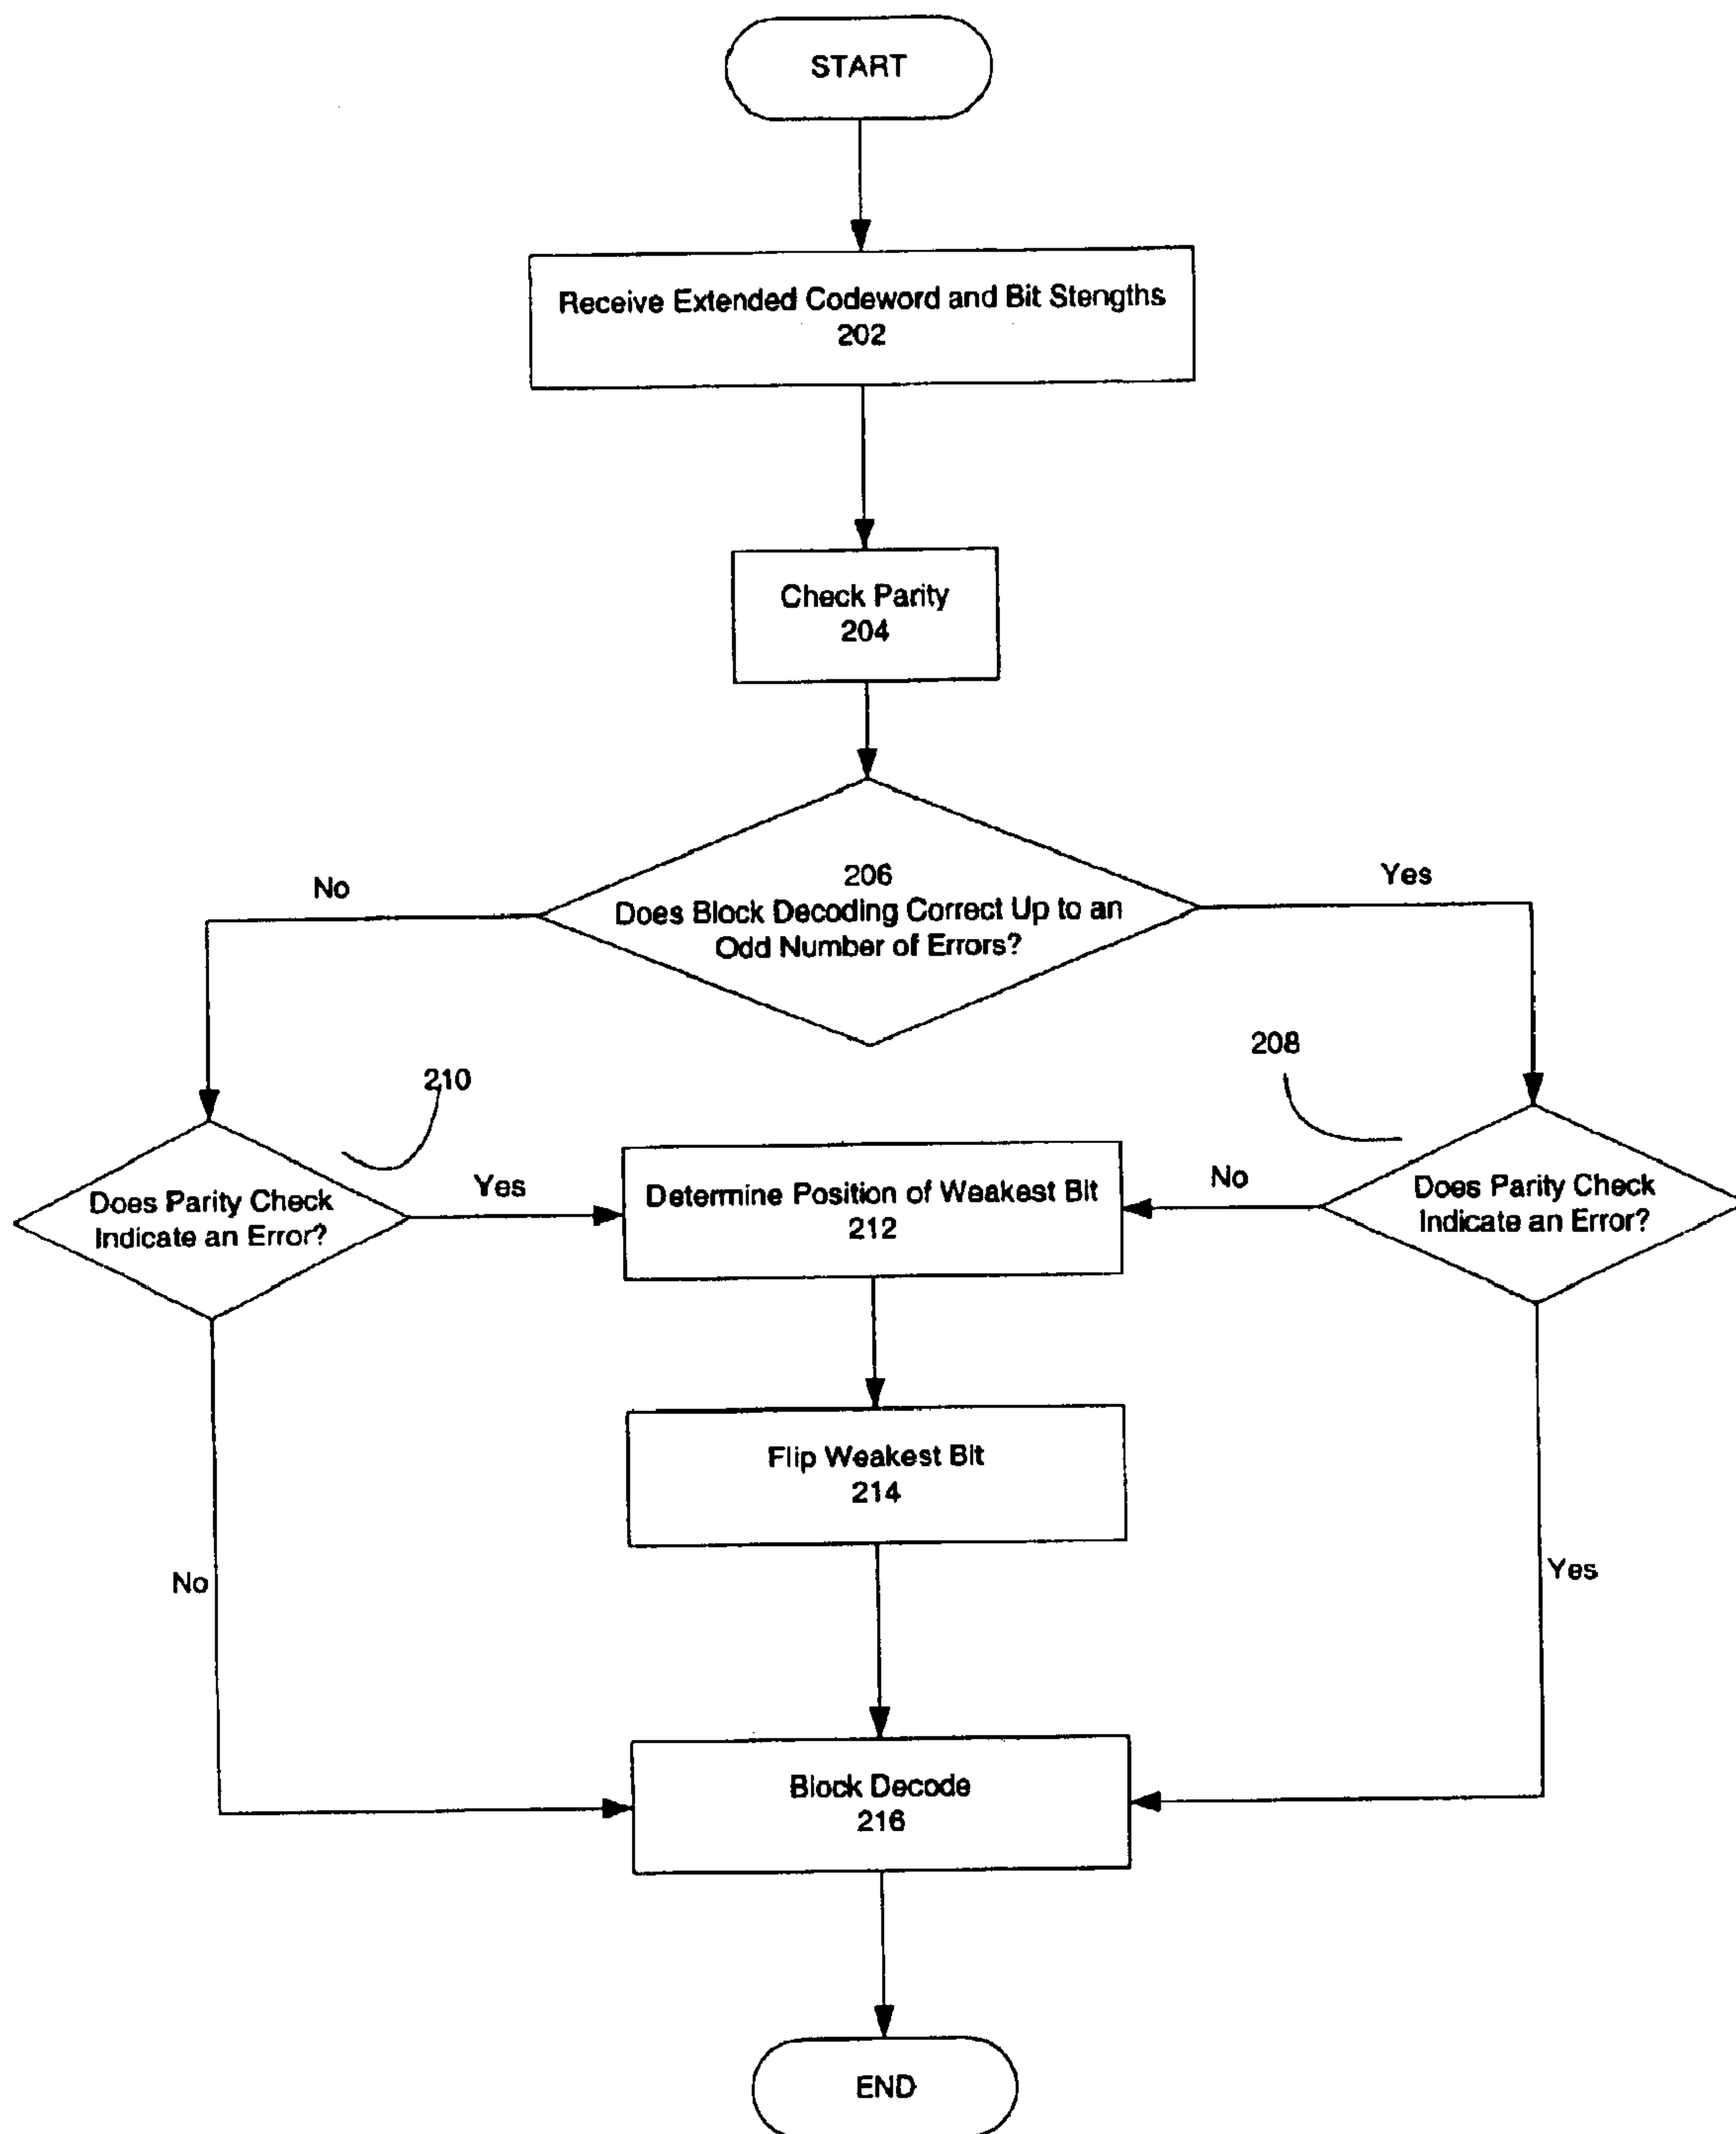 START
Receive Extended Codeword and Bit Stengths
202
Check Parity
204
206
Does Block Decoding Correct Up to an
Odd Number of Errors?
No
Yes
210
208
Does Parity Check
Indicate an Error?
Yes
Determine Position of Weakest Bit
212
No
Does Parity Check
Indicate an Error?
Flip Weakest Bit
214
No
Yes
Block Decode
216
END